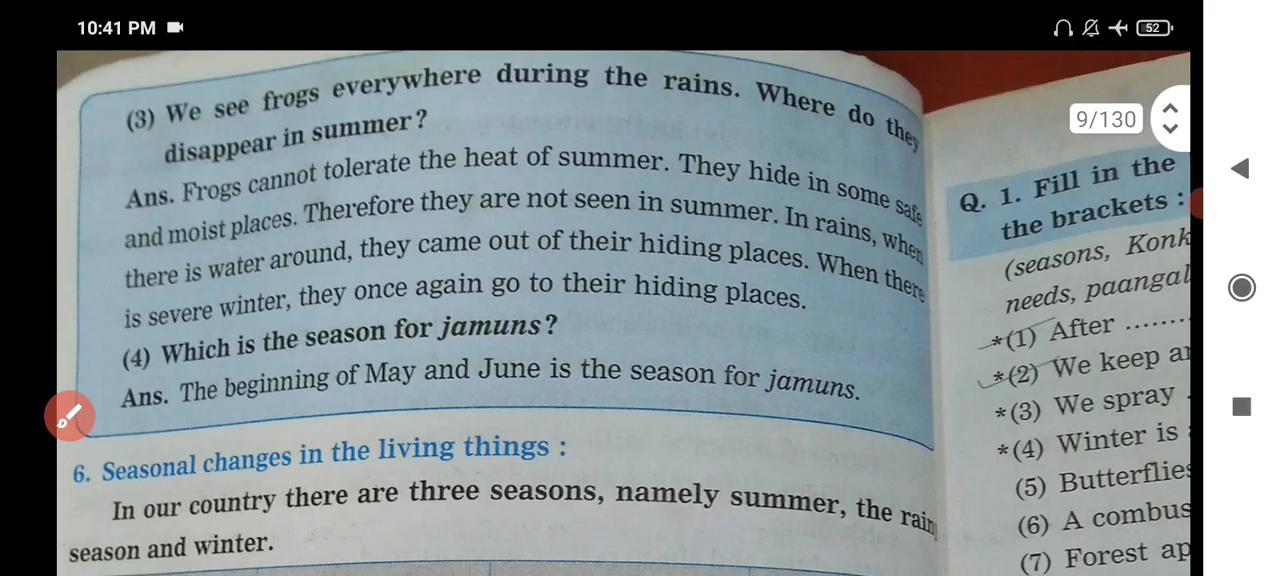 10:41 PM
52
9/130
(3) We see frogs everywhere during the rains. Where do they
disappear in summer?
Ans. Frogs cannot tolerate the heat of summer. They hide in some safe
and moist places. Therefore they are not seen in summer. In rains, when
there is water around, they came out of their hiding places. When there
is severe winter, they once again go to their hiding places.
(4) Which is the season for jamuns?
Ans. The beginning of May and June is the season for jamuns.
6. Seasonal changes in the living things :
In our country there are three seasons, namely summer, the rain
season and winter.
Q. 1. Fill in the
the brackets :
(seasons, Konk
needs, paangal
*(1) After ........
*(2) We keep an
*(3) We spray
*(4) Winter is
(5) Butterflies
(6) A combus
(7) Forest ap